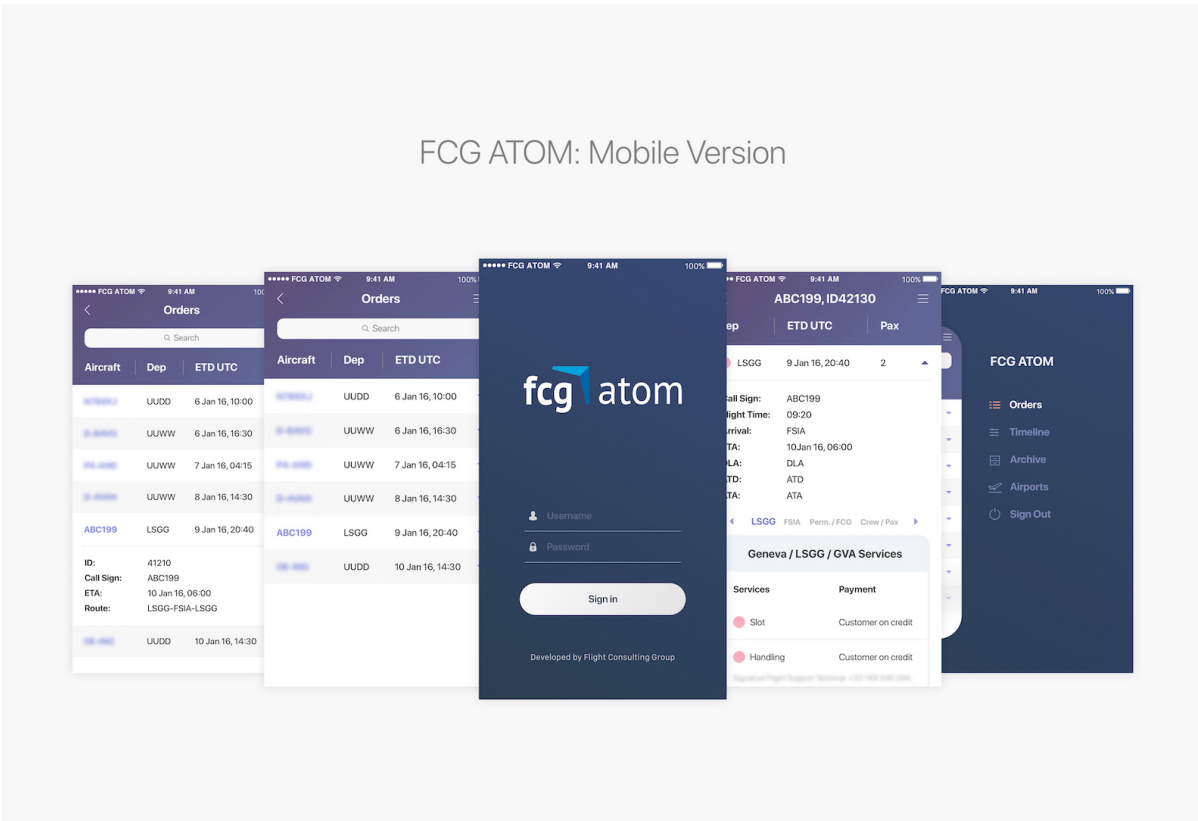 FCG ATOM: Mobile Version
FCG ATOM 9:41 AM
Orders
Search
Aircraft Dep ETD UTC
UUDD 6 Jan 16, 10:00
UUWW 6 Jan 16, 16:30
UUWW 7 Jan 16, 04:15
UUWW 8 Jan 16, 14:30
ABC199 LSGG 9 Jan 16, 20:40
ID: 41210
Call Sign: ABC199
ETA: 10 Jan 16, 06:00
Route: LSGG-FSIA-LSGG
UUDD 10 Jan 16, 14:30
FCG ATOM 9:41 AM 100%
Orders
Search
Aircraft Dep ETD UTC
UUDD 6 Jan 16, 10:00
UUWW 6 Jan 16, 16:30
UUWW 7 Jan 16, 04:15
UUWW 8 Jan 16, 14:30
ABC199 LSGG 9 Jan 16, 20:40
UUDD 10 Jan 16, 14:30
FCG ATOM 9:41 AM 100%
fcg atom
Username
Password
Sign in
Developed by Flight Consulting Group
FCG ATOM 9:41 AM 100%
ABC199, ID42130
ep ETD UTC Pax
LSGG 9 Jan 16, 20:40 2
all Sign: ABC199
light Time: 09:20
rrival: FSIA
TA: 10Jan 16, 06:00
LA: DLA
TD: ATD
TA: ATA
LSGG FSIA Perm. / FCG Crew / Pax
Geneva / LSGG / GVA Services
Services Payment
Slot Customer on credit
Handling Customer on credit
FCG ATOM 9:41 AM 100%
FCG ATOM
Orders
Timeline
Archive
Airports
Sign Out